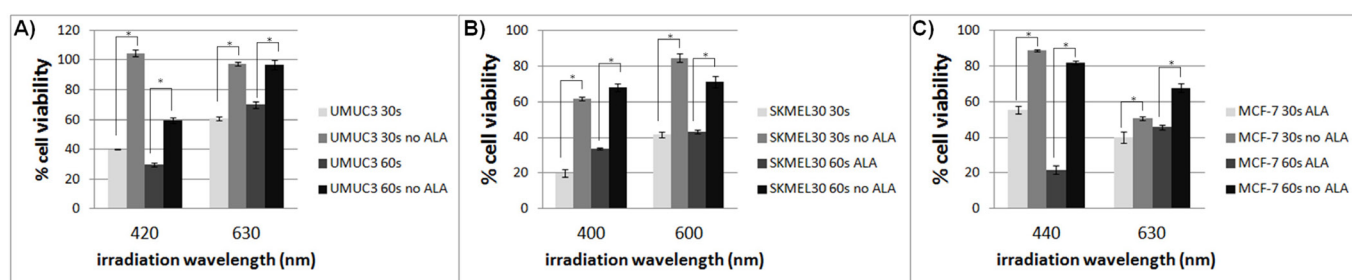 A)
% cell viability
120
100
80
60
40
20
0
*
*
*
*
420 630
irradiation wavelength (nm)
UMUC3 30s
UMUC3 30s no ALA
UMUC3 60s
UMUC3 60s no ALA
B)
% cell viability
100
80
60
40
20
0
*
*
*
*
400 600
irradiation wavelength (nm)
SKMEL30 30s
SKMEL30 30s no ALA
SKMEL30 60s ALA
SKMEL30 60s no ALA
C)
% cell viability
100
80
60
40
20
0
*
*
*
*
440 630
irradiation wavelength (nm)
MCF-7 30s ALA
MCF-7 30s no ALA
MCF-7 60s ALA
MCF-7 60s no ALA